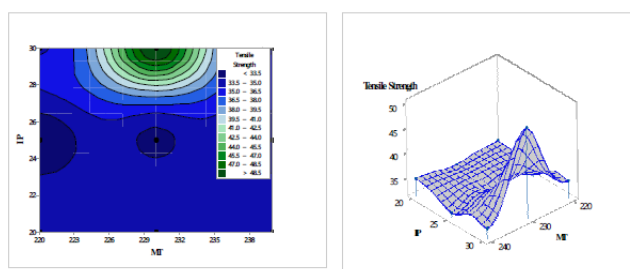 30
28
26
24
22
20
IP
220
223
226
229
232
235
238
MT
Tensile
Strength
< 33.5
33.5 – 35.0
35.0 – 36.5
36.5 – 38.0
38.0 – 39.5
39.5 – 41.0
41.0 – 42.5
42.5 – 44.0
44.0 – 45.5
45.5 – 47.0
47.0 – 48.5
> 48.5
Tensile Strength
50
45
40
35
20
25
30
IP
240
230
220
MT